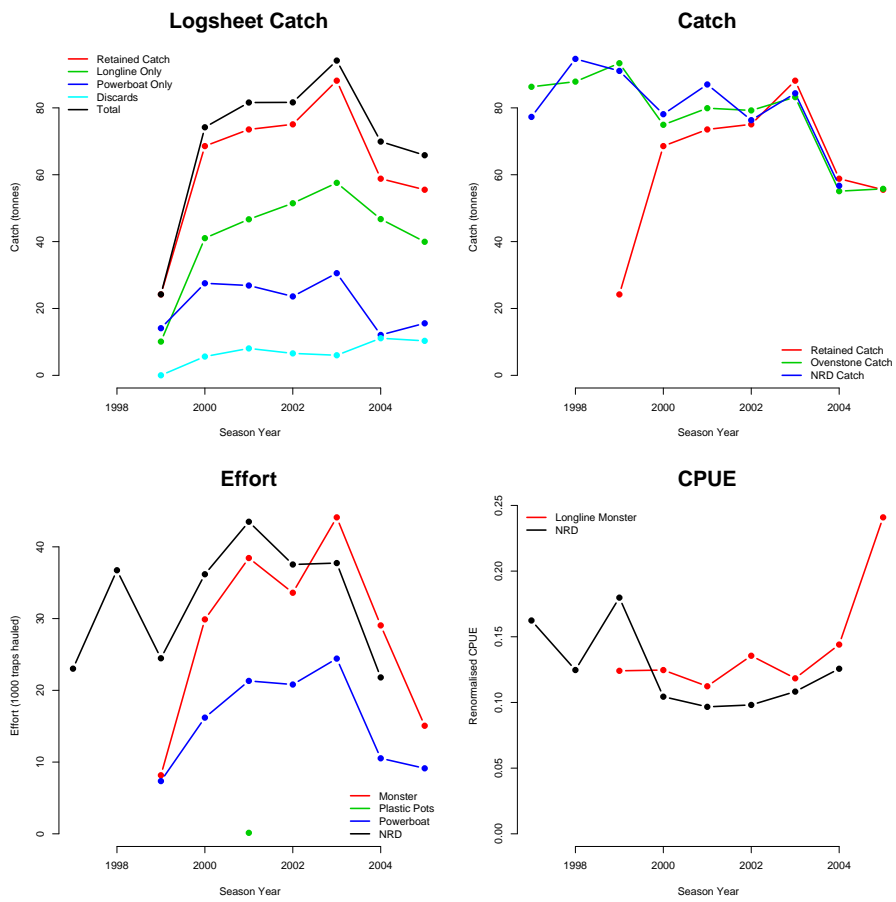 Logsheet Catch
Retained Catch
Longline Only
Powerboat Only
Discards
Total
Catch (tonnes)
80
60
40
20
0
1998 2000 2002 2004
Season Year
Catch
Catch (tonnes)
80
60
40
20
0
Retained Catch
Ovenstone Catch
NRD Catch
1998 2000 2002 2004
Season Year
Effort
Effort (1000 traps hauled)
40
30
20
10
0
Monster
Plastic Pots
Powerboat
NRD
1998 2000 2002 2004
Season Year
CPUE
Longline Monster
NRD
Renormalised CPUE
0.25
0.20
0.15
0.10
0.05
0.00
1998 2000 2002 2004
Season Year